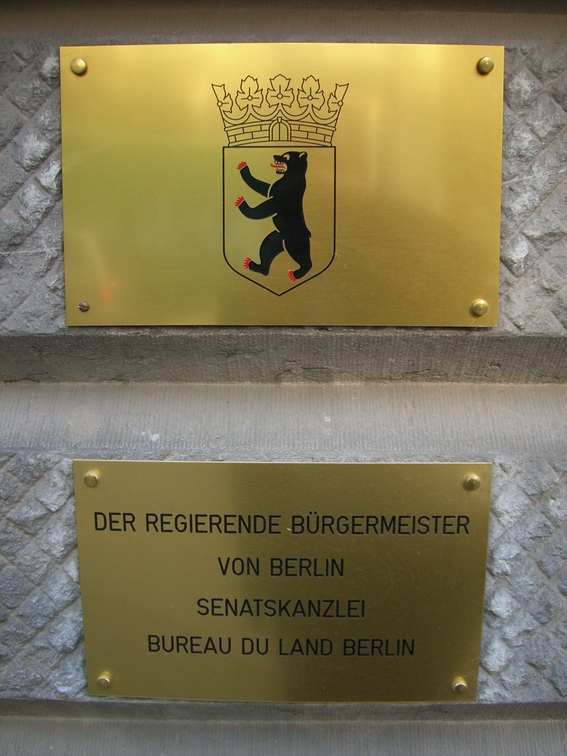 DER REGIERENDE BÜRGERMEISTER
VON BERLIN
SENATSKANZLEI
BUREAU DU LAND BERLIN